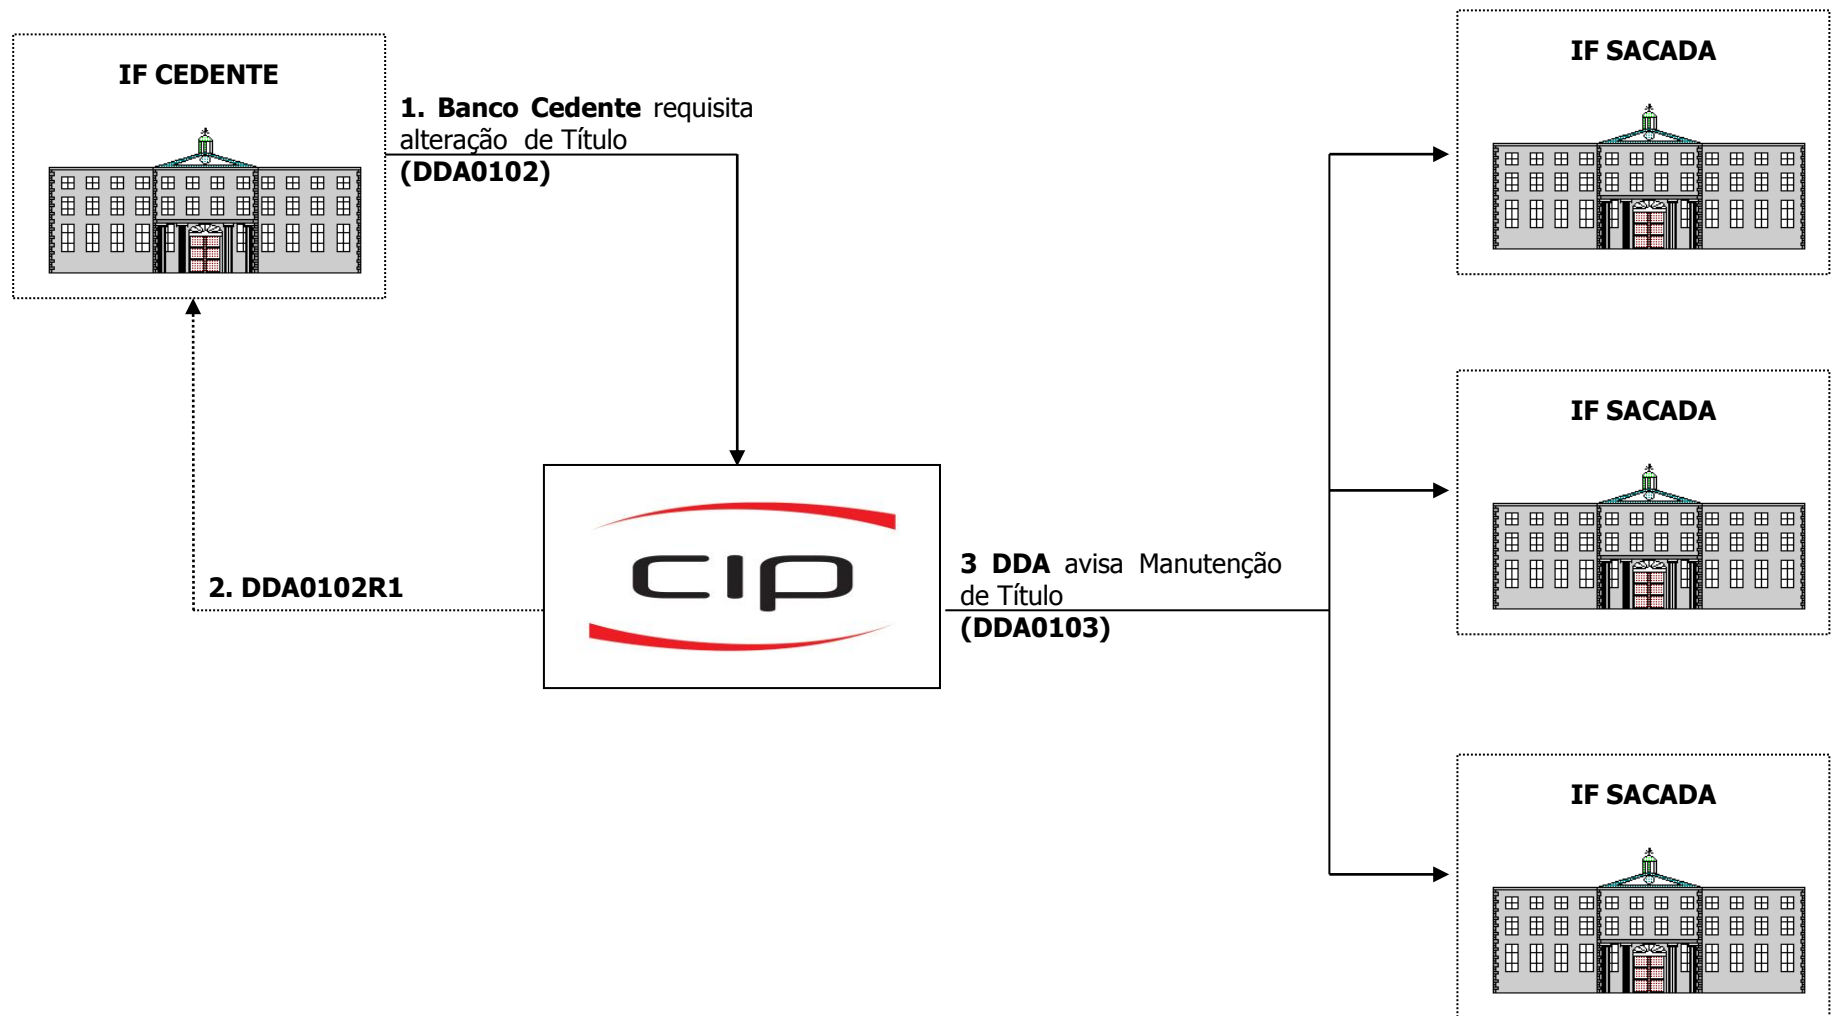 IF CEDENTE
1. Banco Cedente requisita
alteração de Título
(DDA0102)
2. DDA0102R1
cip
3 DDA avisa Manutenção
de Título
(DDA0103)
IF SACADA
IF SACADA
IF SACADA